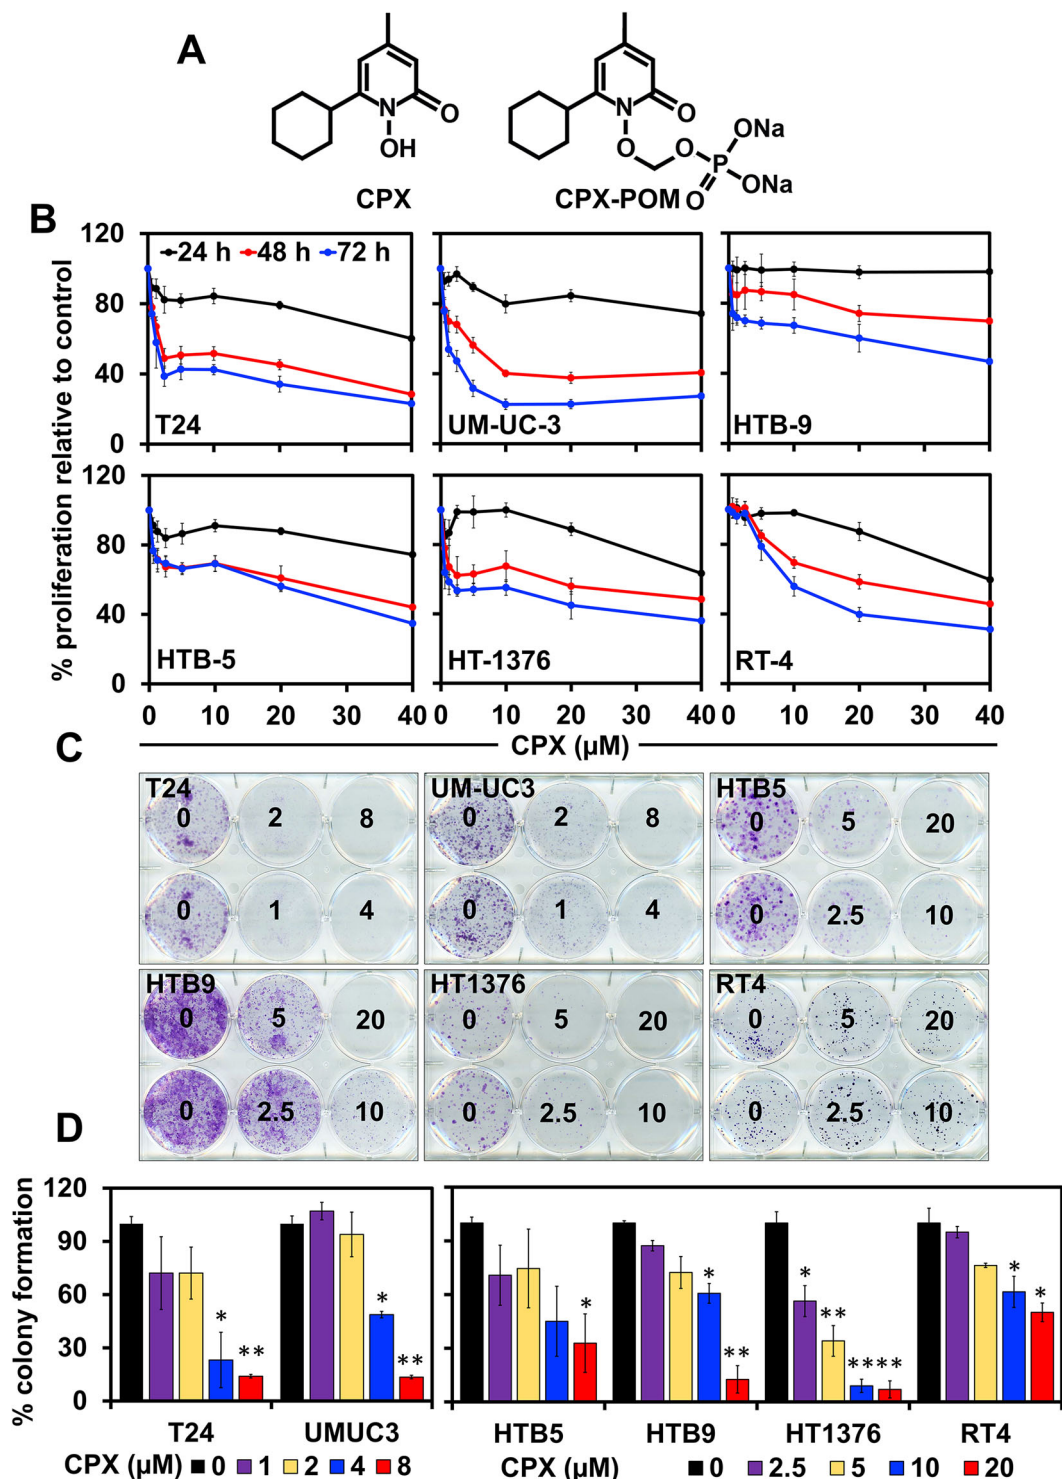 A
N
O
OH
CPX
N
O
O
O
P
O
ONa
ONa
CPX-POM
B
% proliferation relative to control
120
80
40
0
24 h 48 h 72 h
T24
UM-UC-3
HTB-9
120
80
40
0
HTB-5
HT-1376
RT-4
0 10 20 30 40
0 10 20 30 40
0 10 20 30 40
CPX (μM)
C
T24
0 2 8
0 1 4
UM-UC3
0 2 8
0 1 4
HTB5
0 5 20
0 2.5 10
HTB9
0 5 20
0 2.5 10
HT1376
0 5 20
0 2.5 10
RT4
0 5 20
0 2.5 10
D
% colony formation
120
90
60
30
0
* ** * **
* * ** * ** **** * *
T24 UMUC3 HTB5 HTB9 HT1376 RT4
CPX (μM) 0 1 2 4 8
CPX (μM) 0 2.5 5 10 20